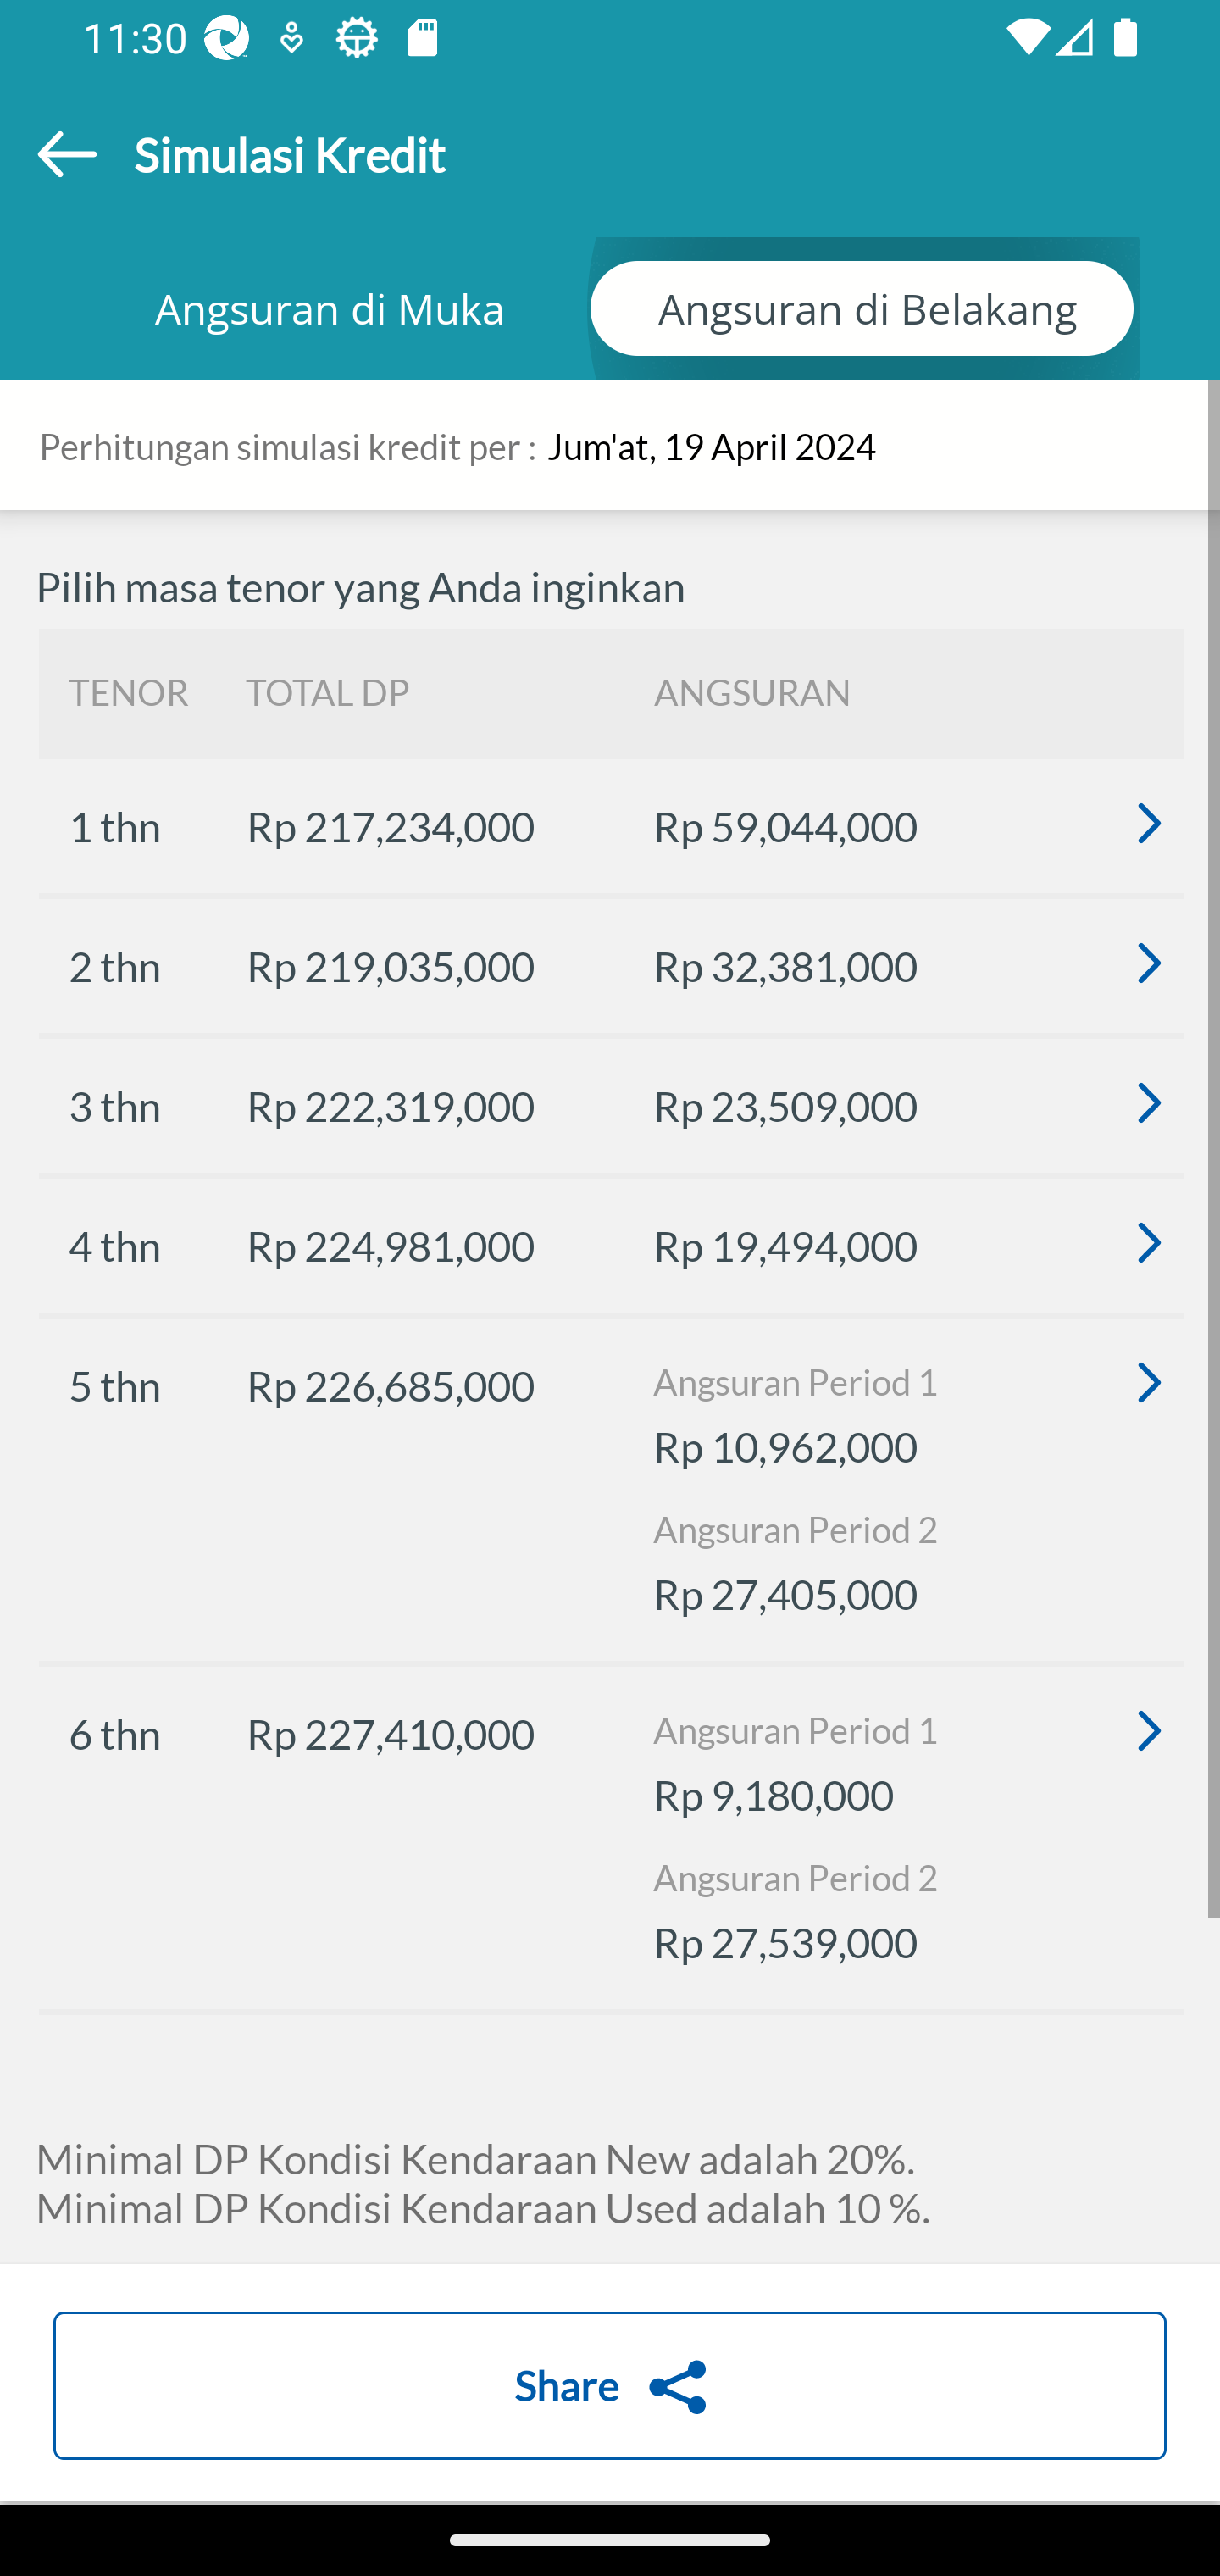 11:30
Simulasi Kredit
Angsuran di Muka Angsuran di Belakang
Perhitungan simulasi kredit per : Jum'at, 19 April 2024
Pilih masa tenor yang Anda inginkan
TENOR TOTAL DP ANGSURAN
1 thn Rp 217,234,000 Rp 59,044,000
2 thn Rp 219,035,000 Rp 32,381,000
3 thn Rp 222,319,000 Rp 23,509,000
4 thn Rp 224,981,000 Rp 19,494,000
5 thn Rp 226,685,000 Angsuran Period 1
Rp 10,962,000
Angsuran Period 2
Rp 27,405,000
6 thn Rp 227,410,000 Angsuran Period 1
Rp 9,180,000
Angsuran Period 2
Rp 27,539,000
Minimal DP Kondisi Kendaraan New adalah 20%.
Minimal DP Kondisi Kendaraan Used adalah 10 %.
Share